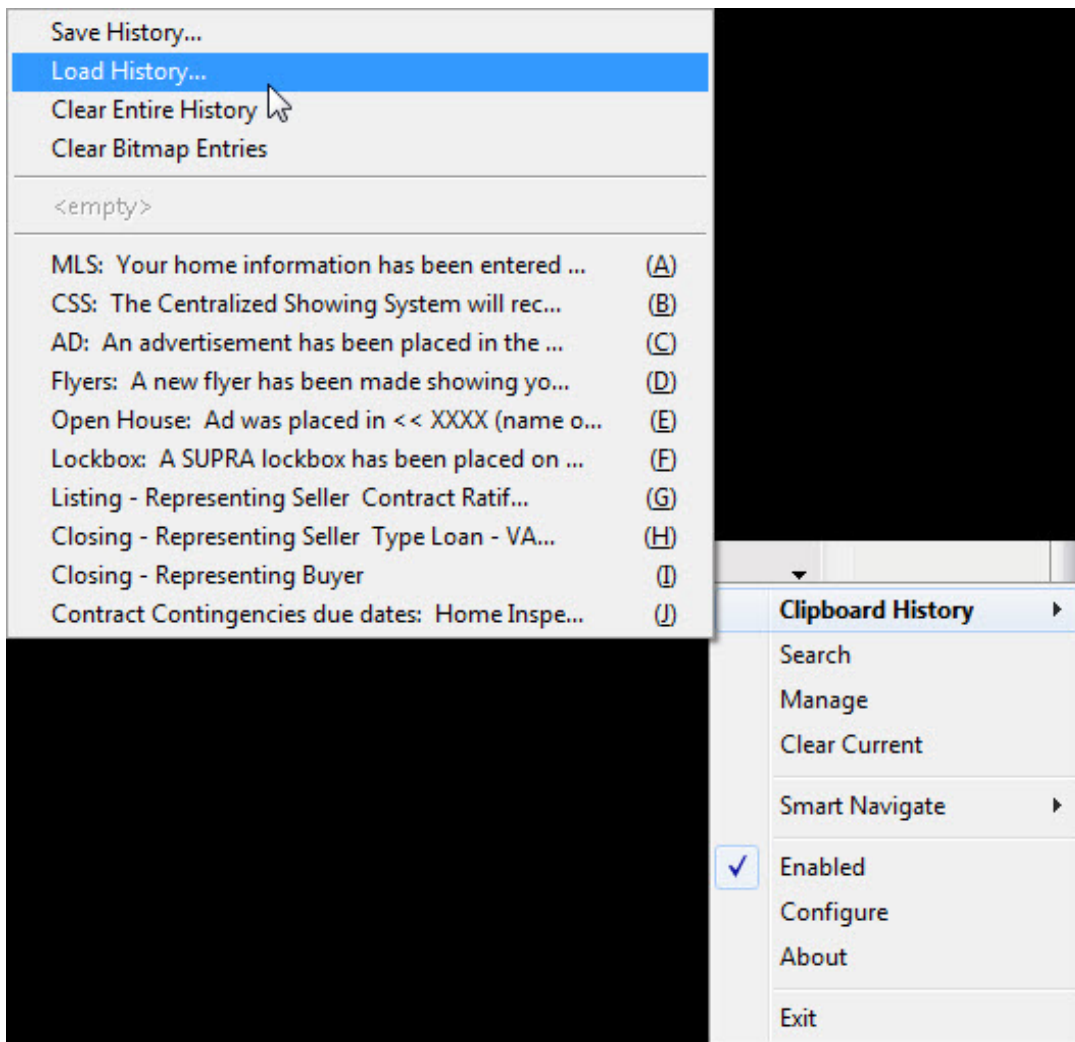 Save History...
Load History...
Clear Entire History
Clear Bitmap Entries
<empty>
MLS:  Your home information has been entered ... (A)
CSS:  The Centralized Showing System will rec... (B)
AD:  An advertisement has been placed in the ... (C)
Flyers:  A new flyer has been made showing yo... (D)
Open House:  Ad was placed in << XXXX (name o... (E)
Lockbox:  A SUPRA lockbox has been placed on ... (F)
Listing - Representing Seller  Contract Ratif... (G)
Closing - Representing Seller  Type Loan - VA... (H)
Closing - Representing Buyer (I)
Contract Contingencies due dates:  Home Inspe... (J)
Clipboard History
Search
Manage
Clear Current
Smart Navigate
Enabled
Configure
About
Exit